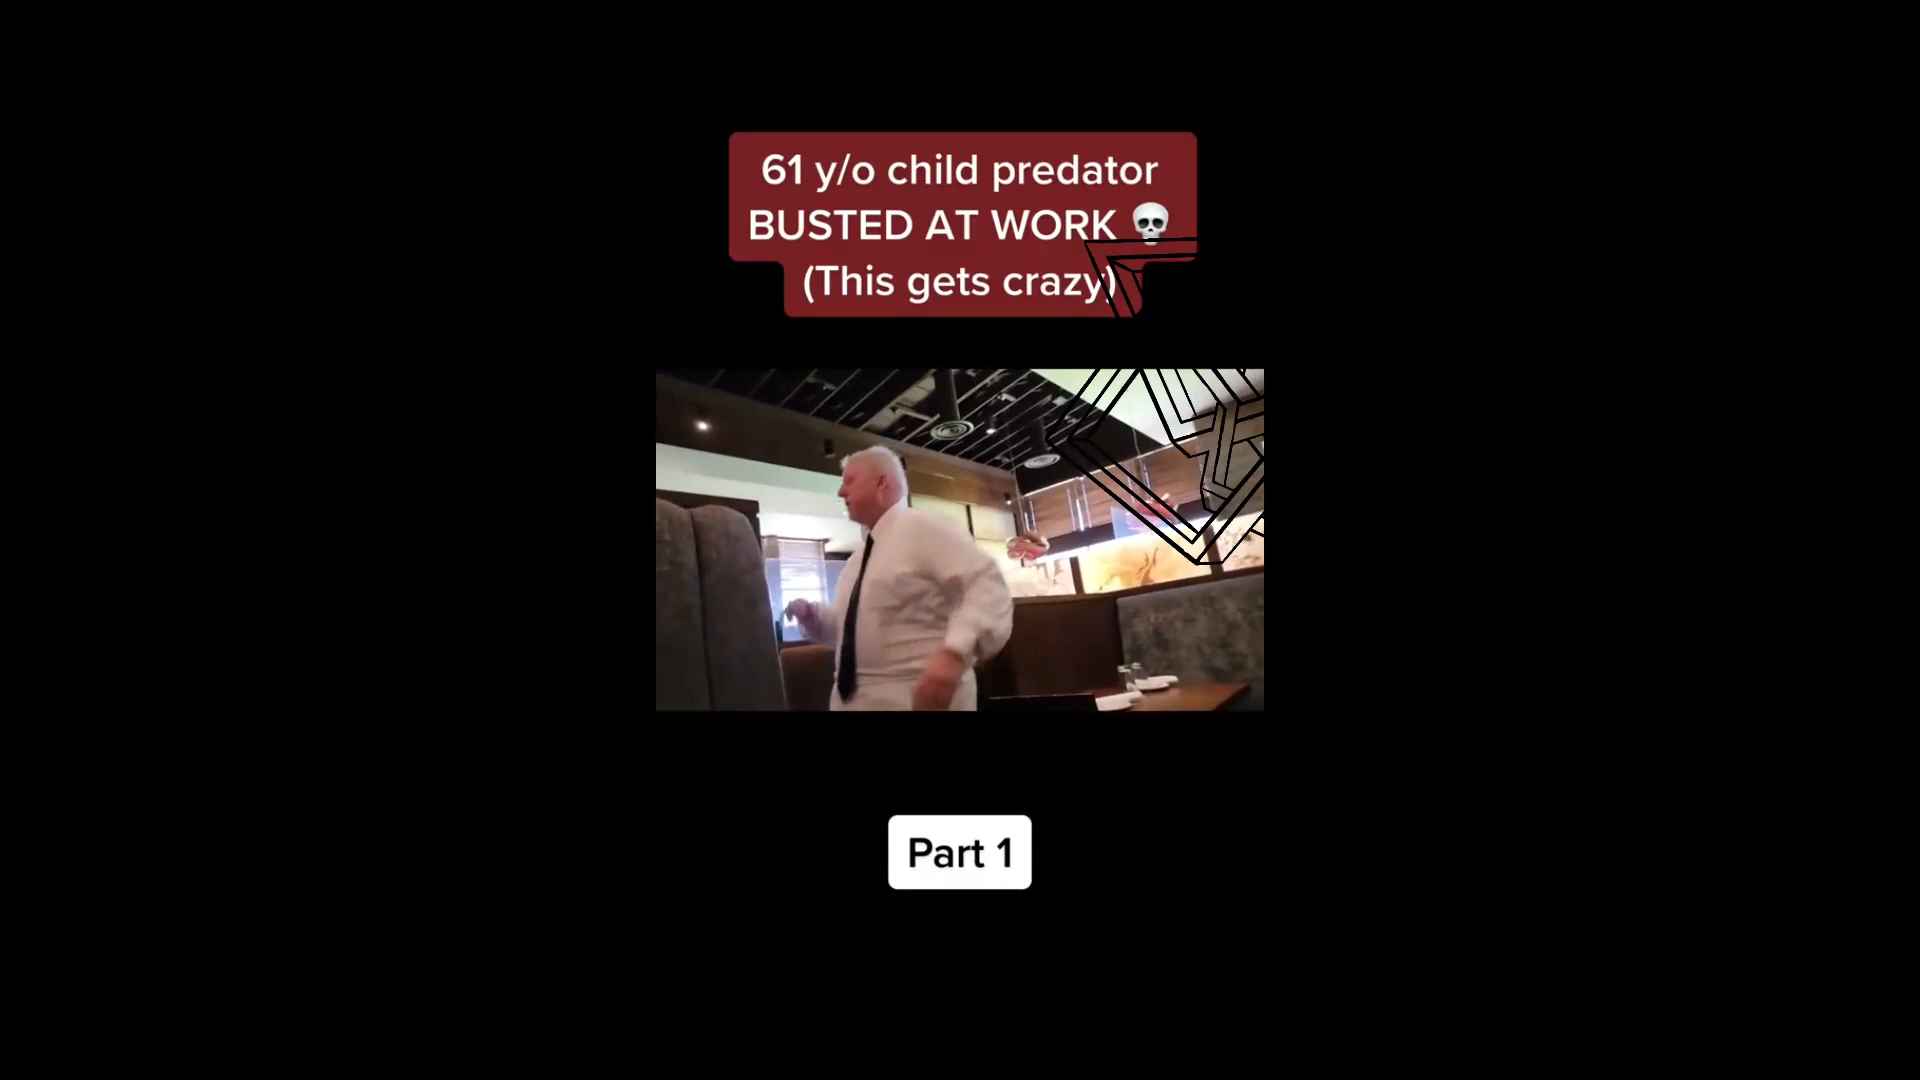 61 y/o child predator
BUSTED AT WORK 💀
(This gets crazy)
Part 1